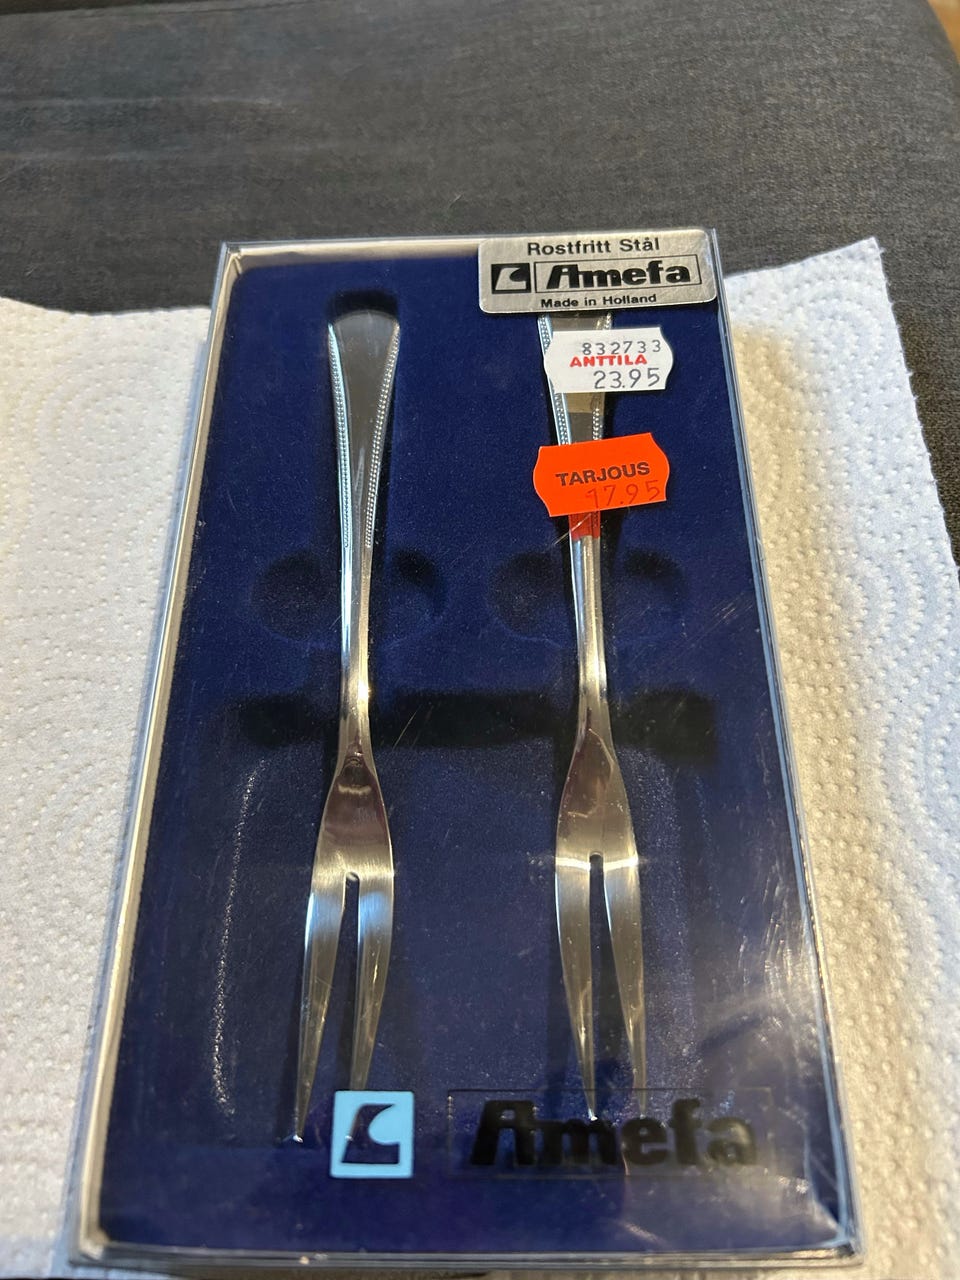 Rostfritt Stål
Amefa
Made in Holland
832733
ANTTILA
23.95
TARJOUS
17.95
Amefa